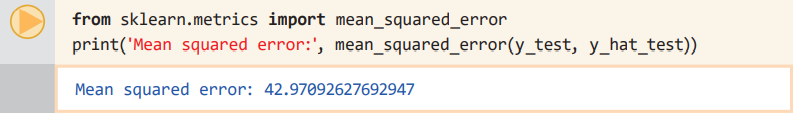 from sklearn.metrics import mean_squared_error
print('Mean squared error:', mean_squared_error(y_test, y_hat_test))
Mean squared error: 42.97092627692947